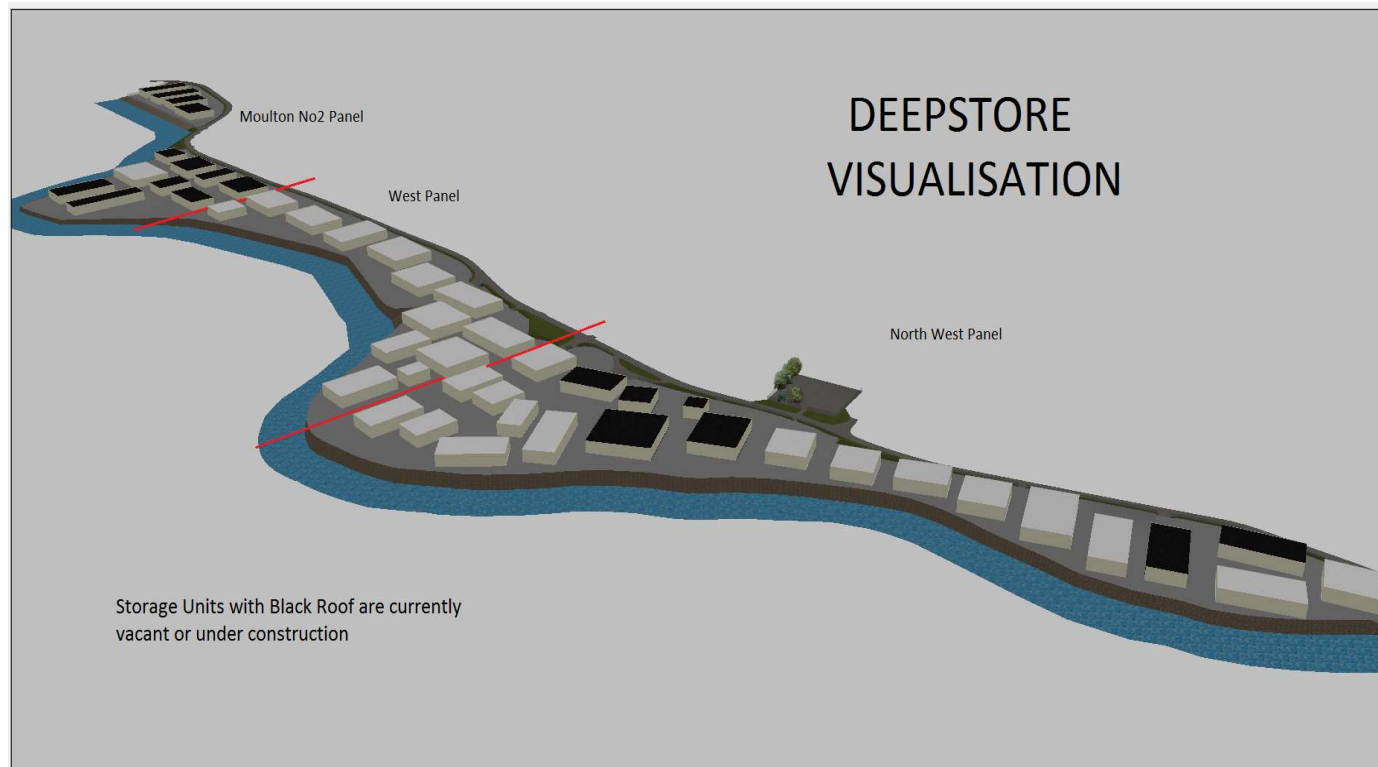 DEEPSTORE
VISUALISATION
Moulton No2 Panel
West Panel
North West Panel
Storage Units with Black Roof are currently
vacant or under construction